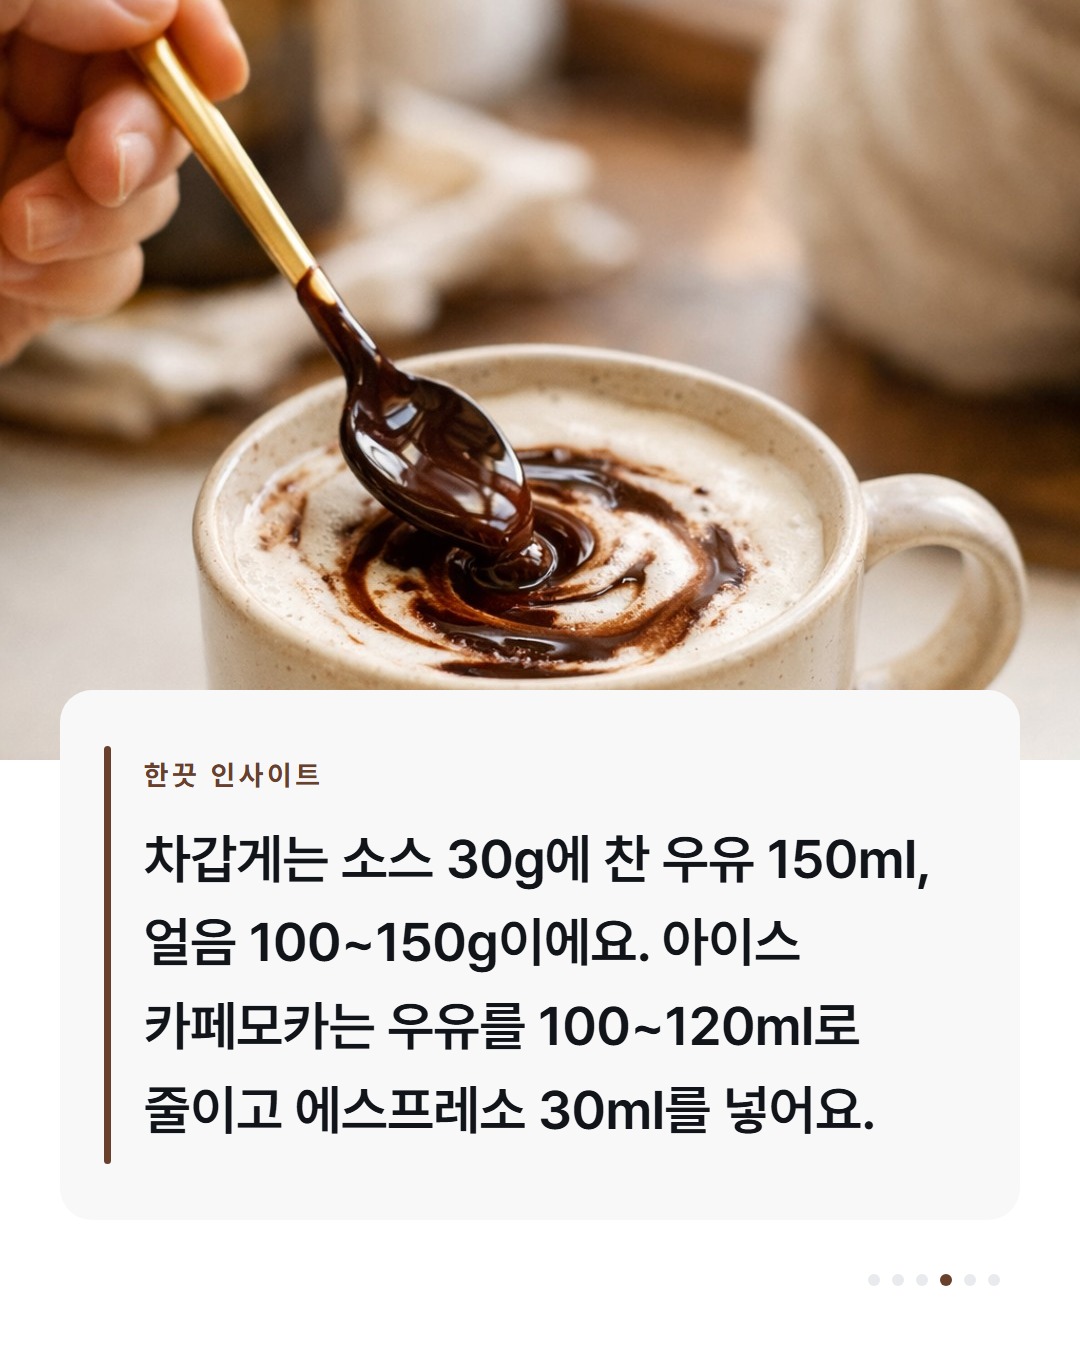 한끗 인사이트
차갑게는 소스 30g에 찬 우유 150ml,
얼음 100~150g이에요. 아이스
카페모카는 우유를 100~120ml로
줄이고 에스프레소 30ml를 넣어요.